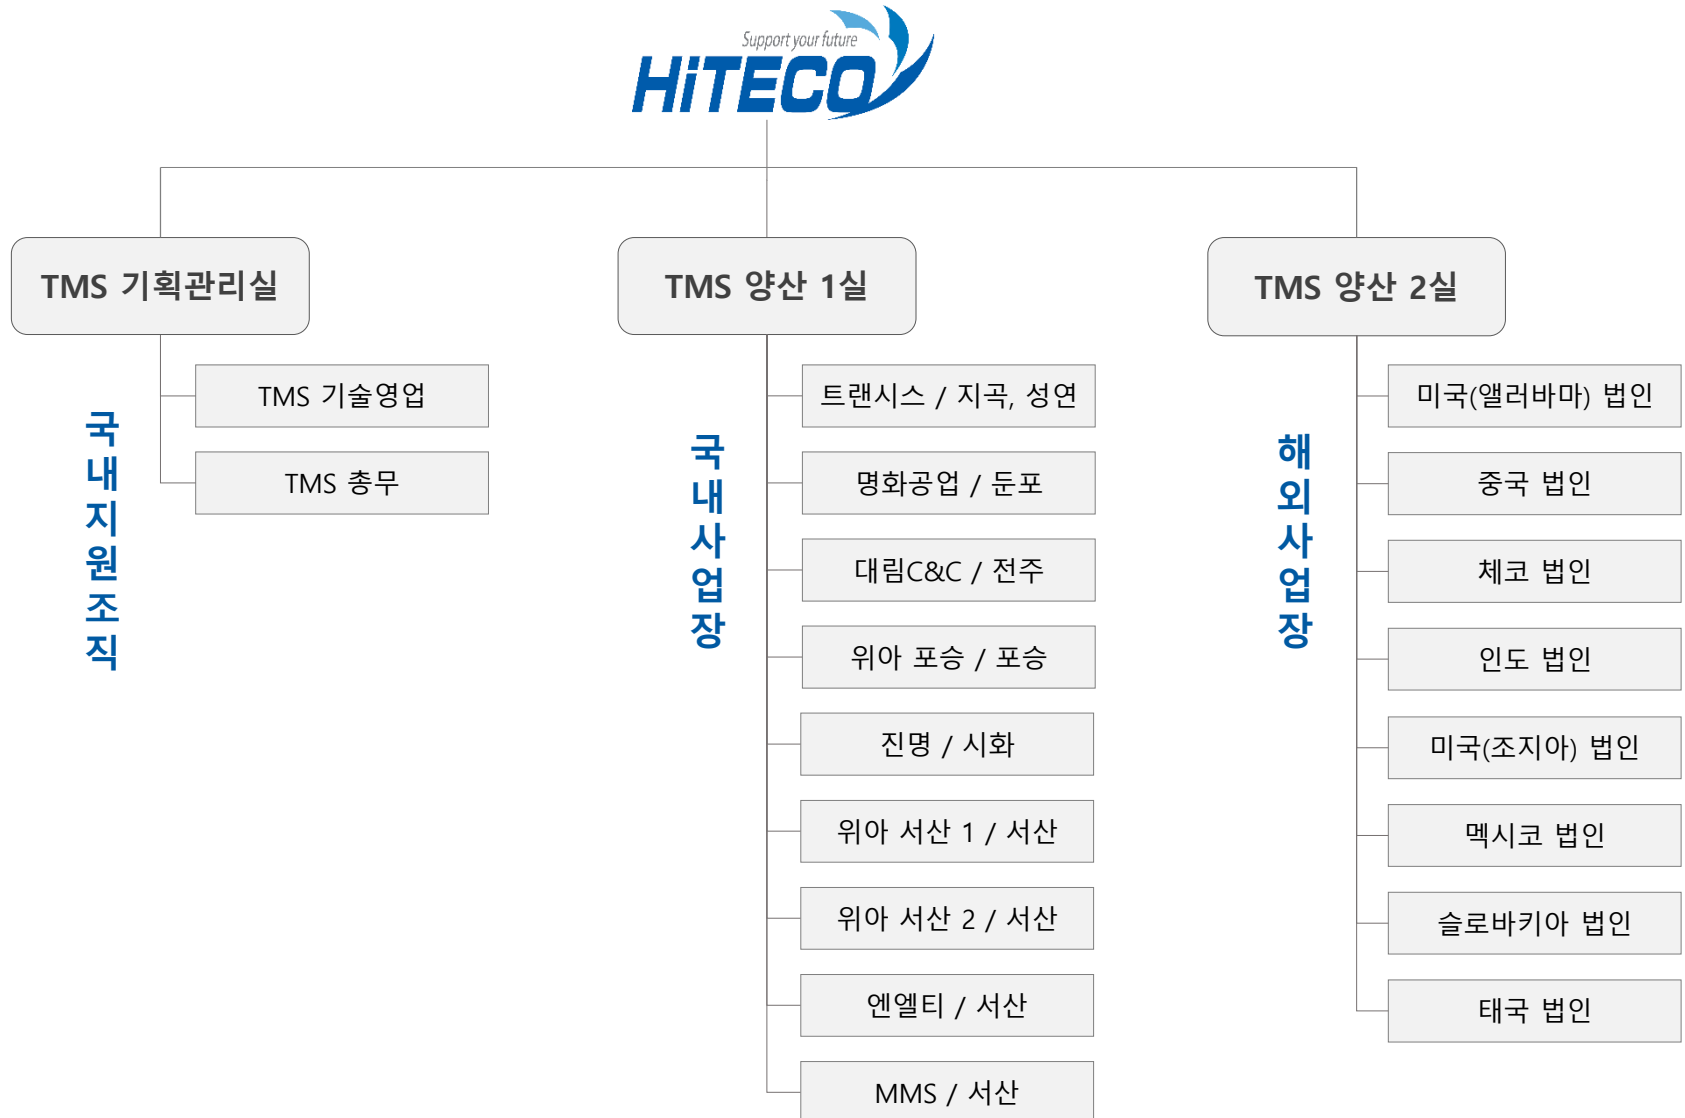 Support your future
HiTECO
TMS 기획관리실
TMS 기술영업
TMS 총무
국내지원조직
TMS 양산 1실
트랜시스 / 지곡, 성연
명화공업 / 둔포
대림C&C / 전주
위아 포승 / 포승
진명 / 시화
위아 서산 1 / 서산
위아 서산 2 / 서산
엔엘티 / 서산
MMS / 서산
국내사업장
TMS 양산 2실
미국(앨러바마) 법인
중국 법인
체코 법인
인도 법인
미국(조지아) 법인
멕시코 법인
슬로바키아 법인
태국 법인
해외사업장